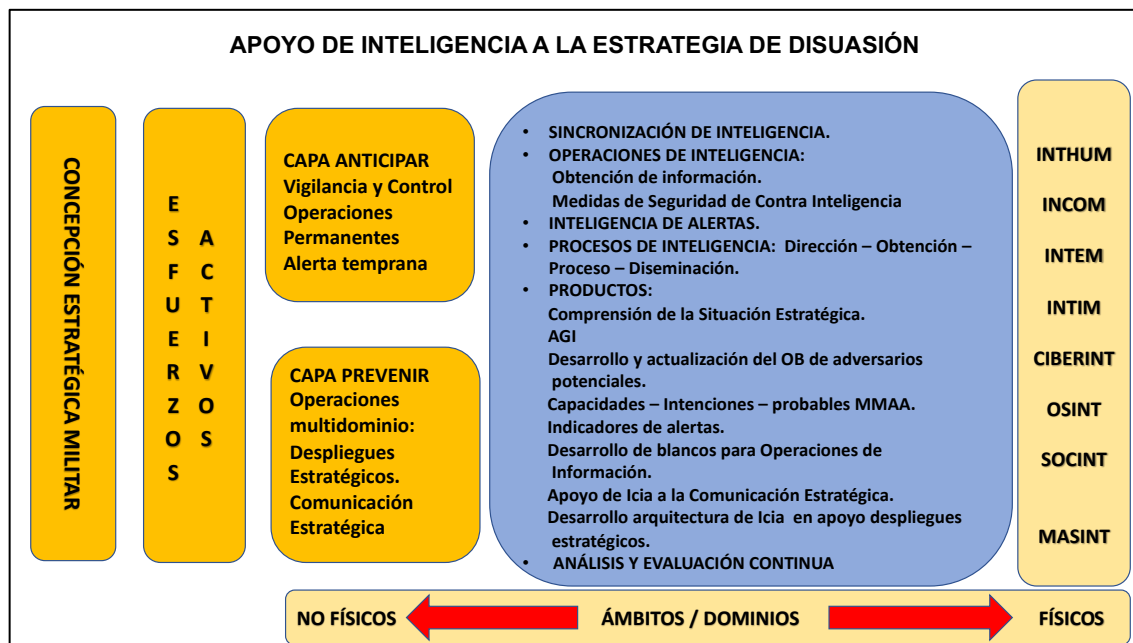 APOYO DE INTELIGENCIA A LA ESTRATEGIA DE DISUASIÓN
CONCEPCIÓN ESTRATÉGICA MILITAR
ESFUERZOS
ACTIVOS
CAPA ANTICIPAR
Vigilancia y Control
Operaciones
Permanentes
Alerta temprana
CAPA PREVENIR
Operaciones
multidominio:
Despliegues
Estratégicos.
Comunicación
Estratégica
• SINCRONIZACIÓN DE INTELIGENCIA.
• OPERACIONES DE INTELIGENCIA:
Obtención de información.
Medidas de Seguridad de Contra Inteligencia
• INTELIGENCIA DE ALERTAS.
• PROCESOS DE INTELIGENCIA: Dirección – Obtención –
Proceso – Diseminación.
• PRODUCTOS:
Comprensión de la Situación Estratégica.
AGI
Desarrollo y actualización del OB de adversarios
potenciales.
Capacidades – Intenciones – probables MMAA.
Indicadores de alertas.
Desarrollo de blancos para Operaciones de
Información.
Apoyo de Icia a la Comunicación Estratégica.
Desarrollo arquitectura de Icia en apoyo despliegues
estratégicos.
• ANÁLISIS Y EVALUACIÓN CONTINUA
INTHUM
INCOM
INTEM
INTIM
CIBERINT
OSINT
SOCINT
MASINT
NO FÍSICOS ÁMBITOS / DOMINIOS FÍSICOS